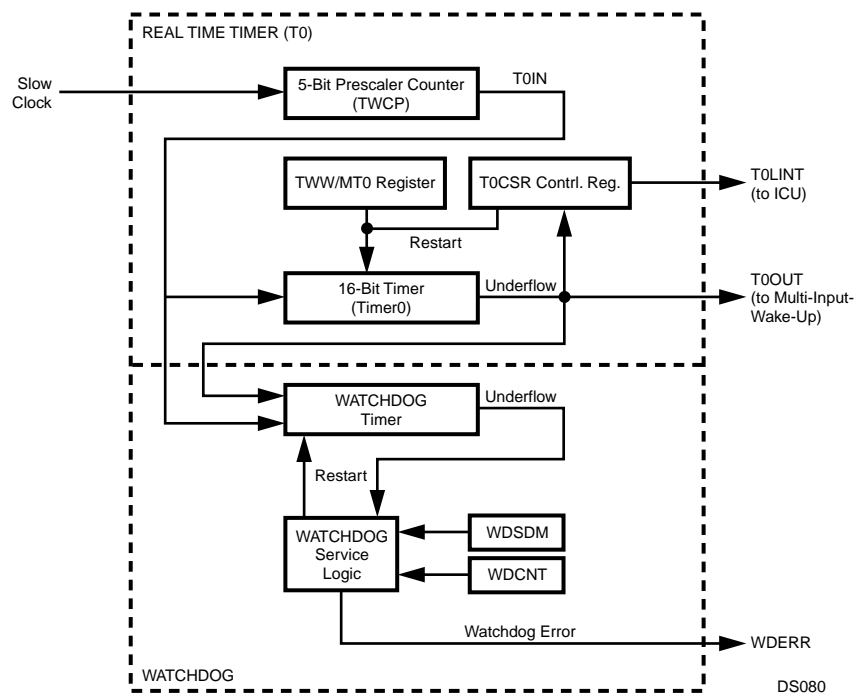 REAL TIME TIMER (T0)
Slow
Clock
5-Bit Prescaler Counter
(TWCP)
T0IN
TWW/MT0 Register
T0CSR Contrl. Reg.
T0LINT
(to ICU)
Restart
16-Bit Timer
(Timer0)
Underflow
T0OUT
(to Multi-Input-
Wake-Up)
WATCHDOG
Timer
Underflow
Restart
WATCHDOG
Service
Logic
WDSDM
WDCNT
Watchdog Error
WDERR
WATCHDOG
DS080